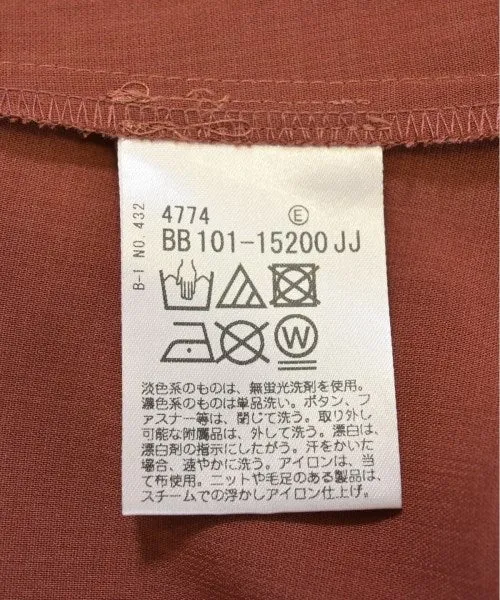 B-1 NO. 432
4774 E
BB 101-15200 JJ
W
淡色系のものは、無蛍光洗剤を使用。
濃色系のものは単品洗い。ボタン、フ
ァスナー等は、閉じて洗う。取り外し
可能な附属品は、外して洗う。漂白は、
漂白剤の指示にしたがう。汗をかいた
場合、速やかに洗う。アイロンは、当
て布使用。ニットや毛足のある製品は、
スチームでの浮かしアイロン仕上げ。